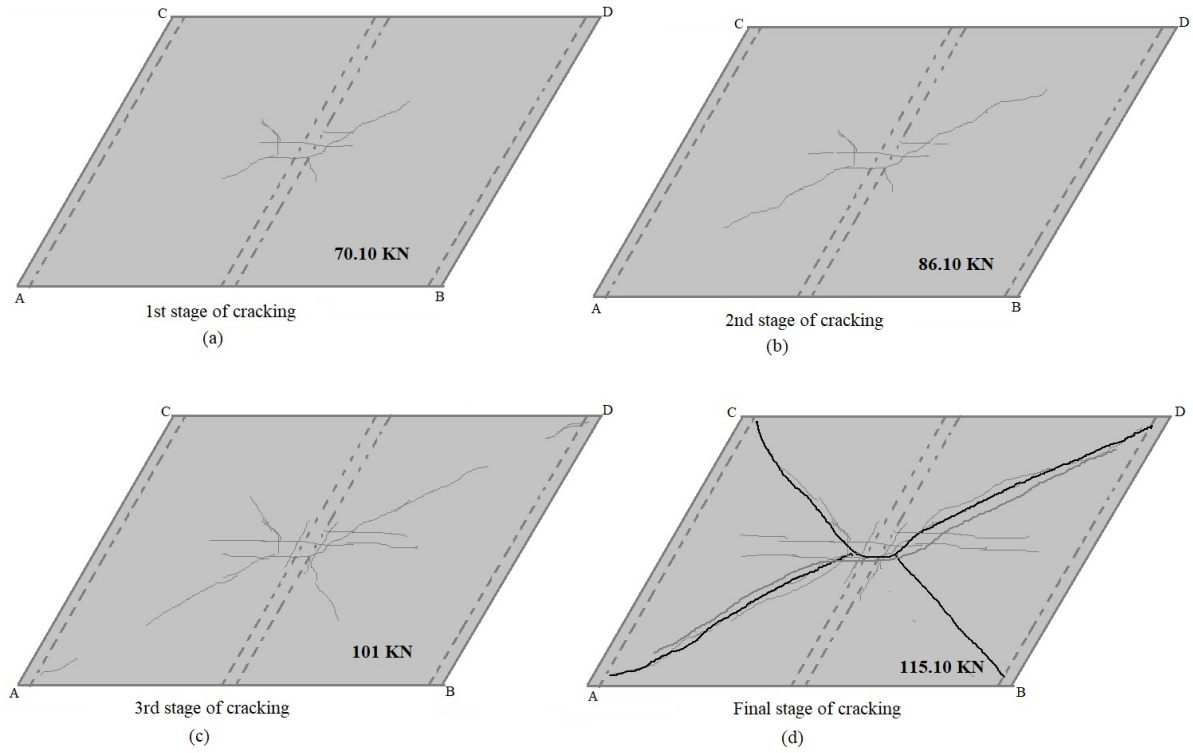 C D
70.10 KN
A B
1st stage of cracking
(a)
C D
86.10 KN
A B
2nd stage of cracking
(b)
C D
101 KN
A B
3rd stage of cracking
(c)
C D
115.10 KN
A B
Final stage of cracking
(d)